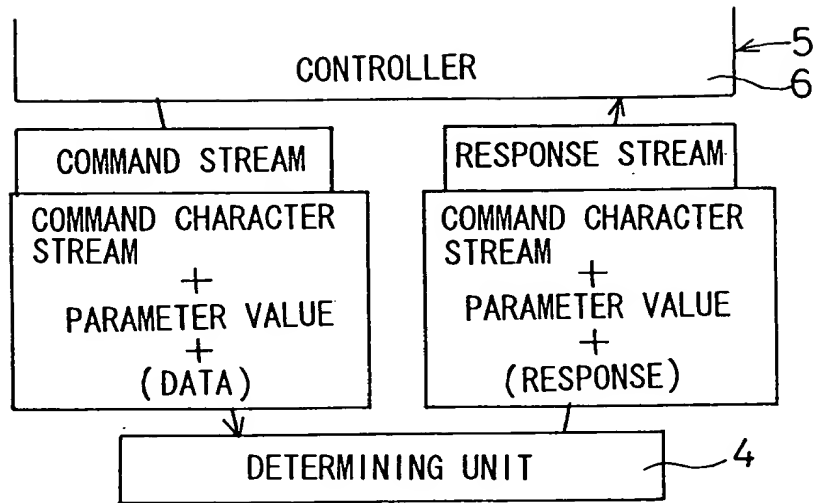 5
CONTROLLER
6
COMMAND STREAM
COMMAND CHARACTER
STREAM
+
PARAMETER VALUE
+
(DATA)
RESPONSE STREAM
COMMAND CHARACTER
STREAM
+
PARAMETER VALUE
+
(RESPONSE)
DETERMINING UNIT
4